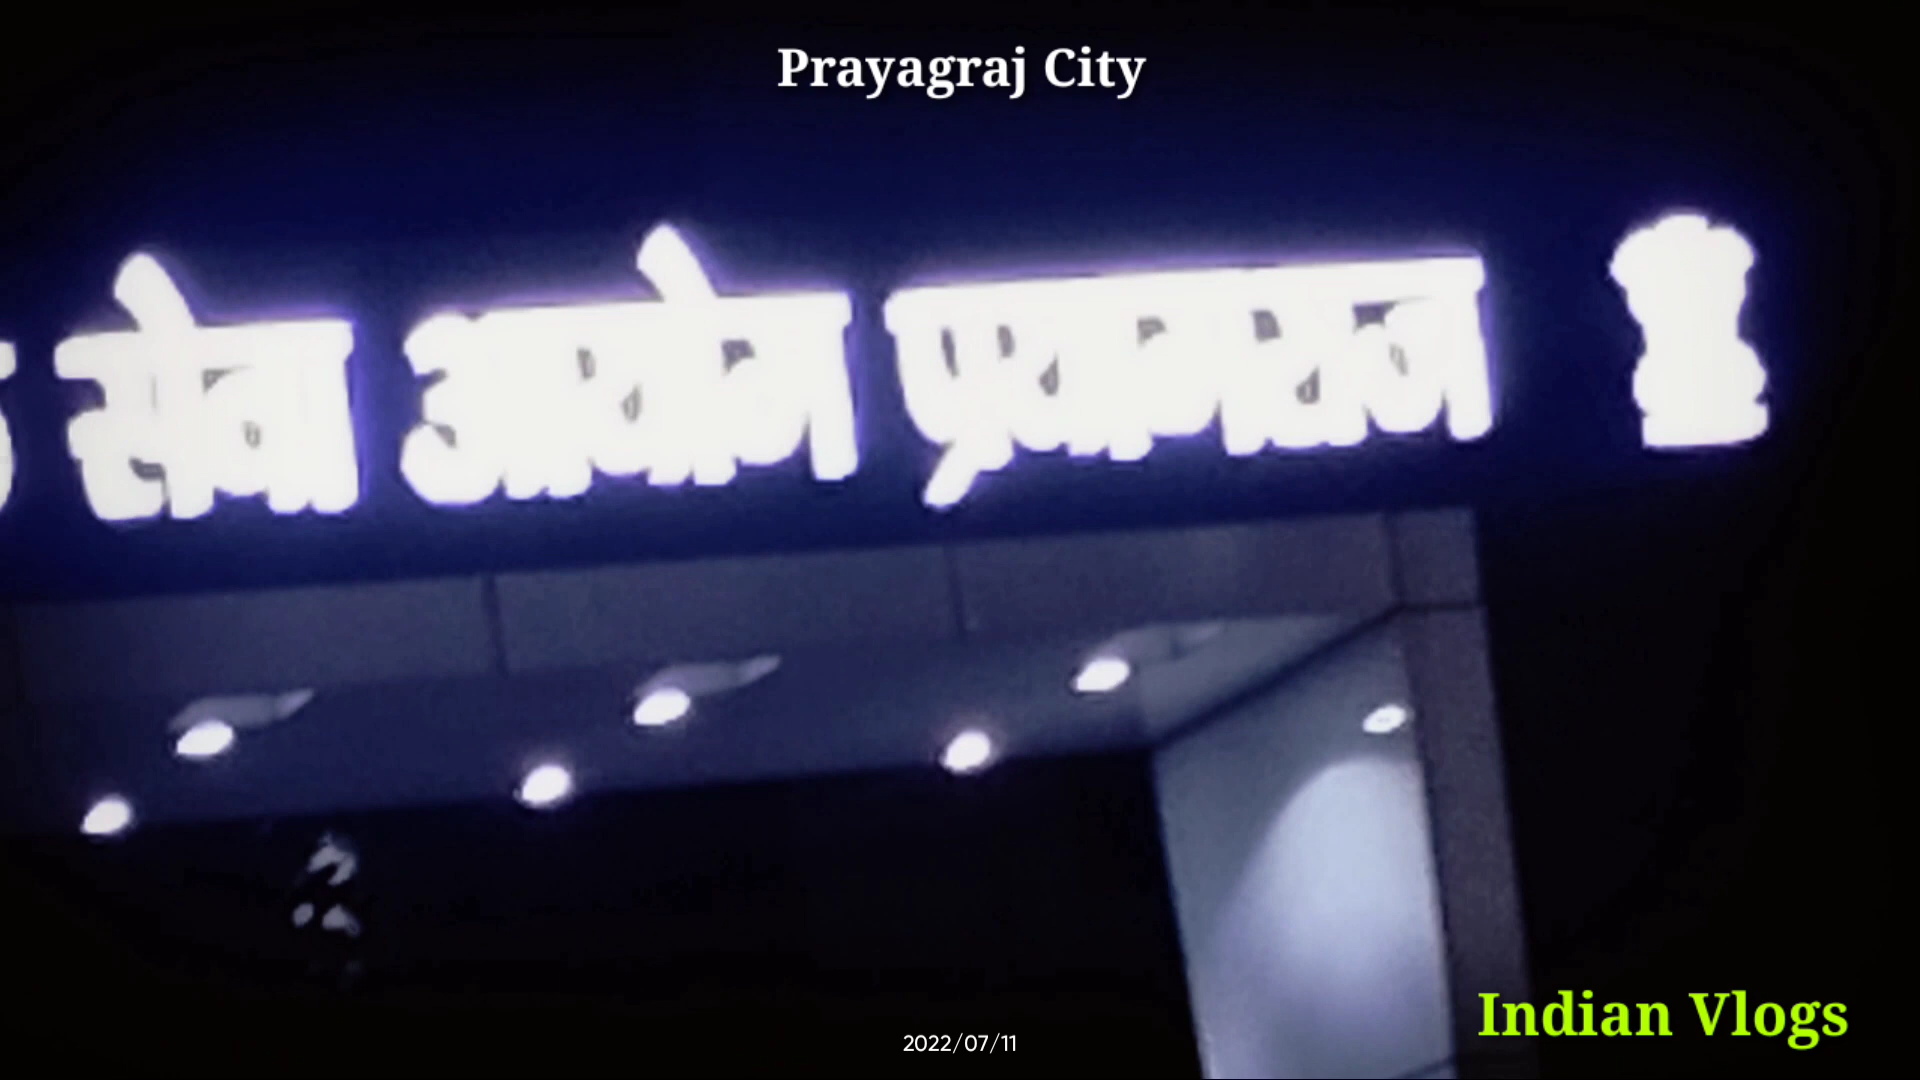 Prayagraj City
सेवा आयोग प्रयागराज
2022/07/11
Indian Vlogs